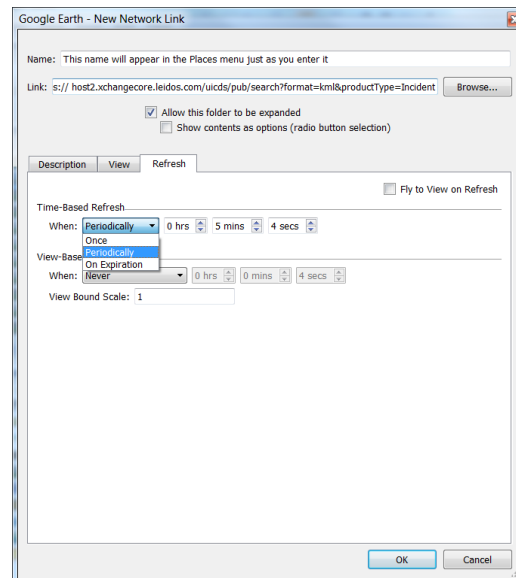 Google Earth - New Network Link
Name: This name will appear in the Places menu just as you enter it
Link: s:// host2.xchangecore.leidos.com/uicds/pub/search?format=kml&productType=Incident Browse...
Allow this folder to be expanded
Show contents as options (radio button selection)
Description View Refresh
Fly to View on Refresh
Time-Based Refresh
When: Periodically 0 hrs 5 mins 4 secs
Once
Periodically
View-Base
On Expiration
When: Never 0 hrs 0 mins 4 secs
View Bound Scale: 1
OK Cancel